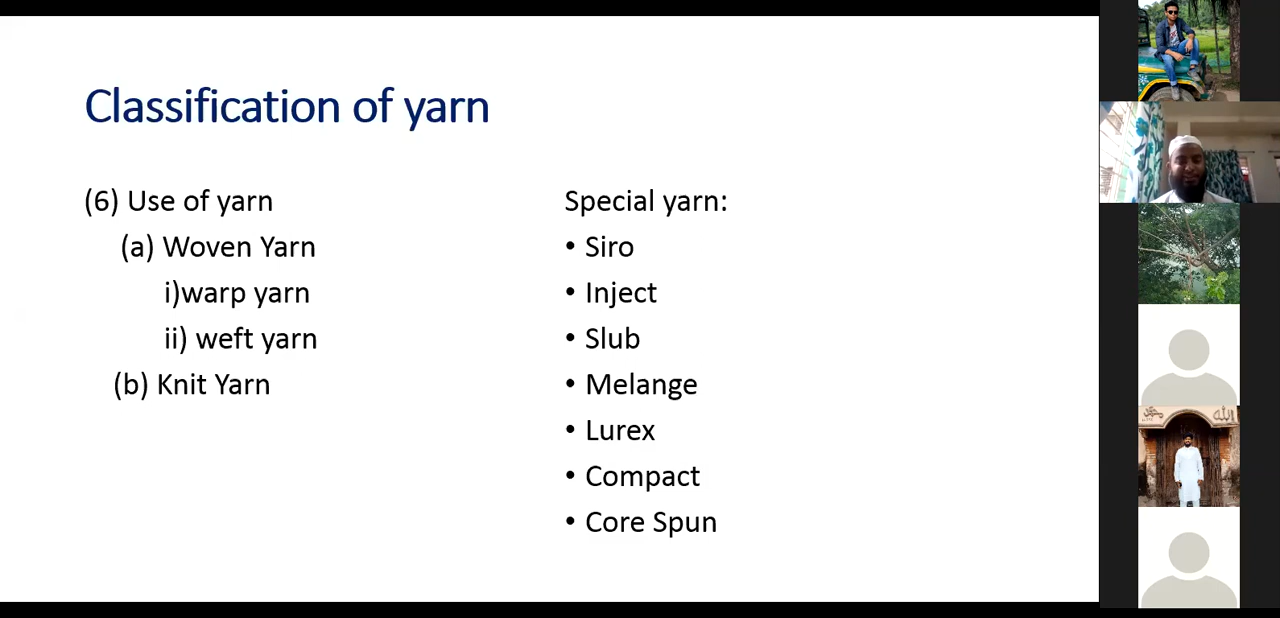 Classification of yarn
(6) Use of yarn
(a) Woven Yarn
i)warp yarn
ii) weft yarn
(b) Knit Yarn
Special yarn:
• Siro
• Inject
• Slub
• Melange
• Lurex
• Compact
• Core Spun
الله